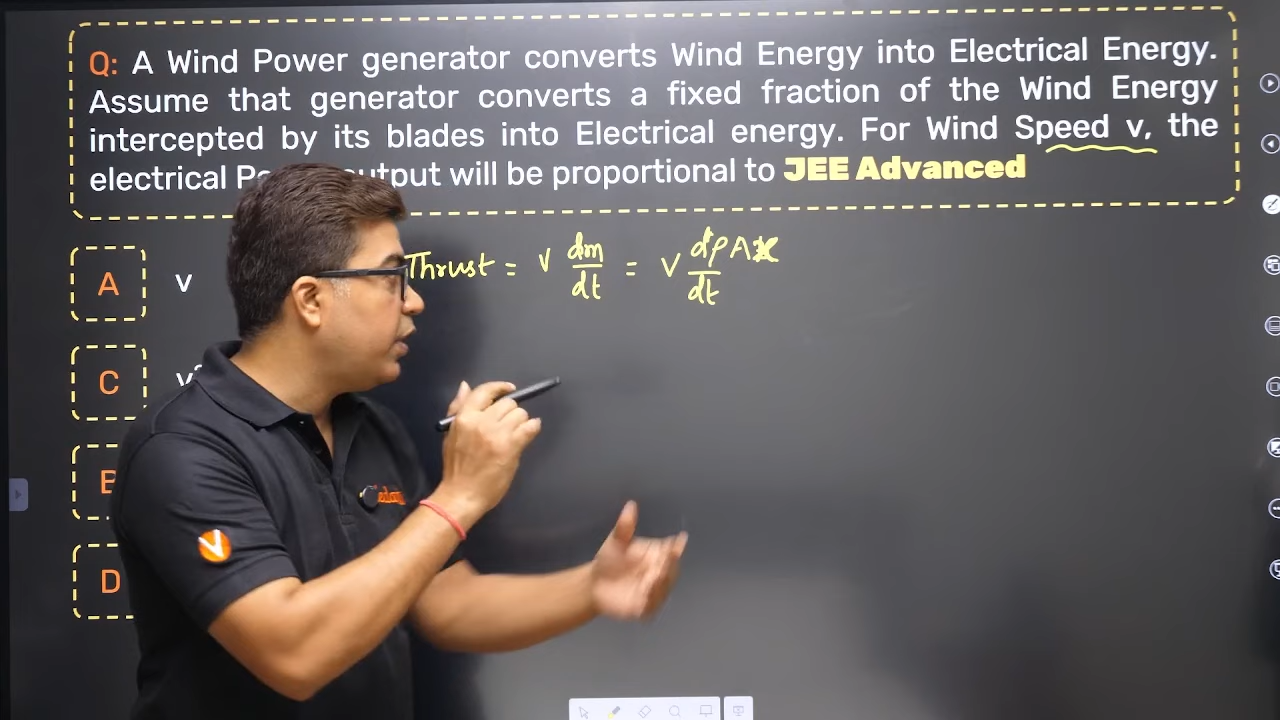 Q: A Wind Power generator converts Wind Energy into Electrical Energy.
Assume that generator converts a fixed fraction of the Wind Energy
intercepted by its blades into Electrical energy. For Wind Speed v, the
electrical output will be proportional to JEE Advanced
Thrust = v dm/dt = v dρAx/dt
A v
C
B
D